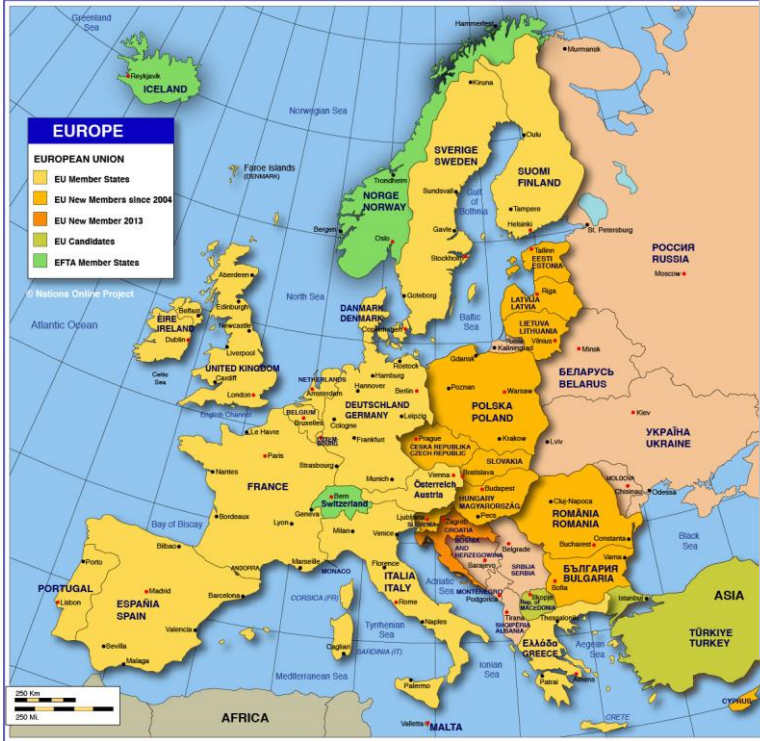 Greenland
Sea
Hammerfest
Murmansk
Reykjavik
ICELAND
Kiruna
Norwegian Sea
EUROPE
EUROPEAN UNION
EU Member States
EU New Members since 2004
EU New Member 2013
EU Candidates
EFTA Member States
© Nations Online Project
Oulu
SVERIGE
SWEDEN
SUOMI
FINLAND
Faroe Islands
(DENMARK)
Trondheim
NORGE
NORWAY
Sundsvall
Gulf
of
Bothnia
Tampere
Bergen
Oslo
Gavle
Helsinki
St. Petersburg
Stockholm
Tallinn
EESTI
ESTONIA
РОССИЯ
RUSSIA
Moscow
Aberdeen
North Sea
Goteborg
Riga
LATVIJA
LATVIA
Edinburgh
Atlantic Ocean
DANMARK
DENMARK
Baltic
Sea
LIETUVA
LITHUANIA
Belfast
ÉIRE
IRELAND
Newcastle
Copenhagen
Vilnius
Russia
Kaliningrad
Minsk
Dublin
Liverpool
Gdansk
БЕЛАРУСЬ
BELARUS
Celtic
Sea
UNITED KINGDOM
Cardiff
London
NETHERLANDS
Amsterdam
Rostock
Hamburg
Hannover
Berlin
Poznan
Warsaw
English Channel
BELGIUM
Bruxelles
DEUTSCHLAND
GERMANY
Leipzig
Cologne
POLSKA
POLAND
Kiev
Le Havre
Frankfurt
Prague
ČESKA REPUBLIKA
CZECH REPUBLIC
Krakow
Lviv
УКРАЇНА
UKRAINE
Paris
Strasbourg
SLOVAKIA
Nantes
Munich
Vienna
Bratislava
Österreich
Austria
Budapest
HUNGARY
MAGYARORSZÁG
MOLDOVA
Chisinau
Odessa
FRANCE
Bern
Switzerland
Geneva
Cluj-Napoca
ROMÂNIA
ROMANIA
Bay of Biscay
Bordeaux
Lyon
Milan
Venice
Ljubljana
SLOVENIA
Zagreb
CROATIA
Pecs
BOSNIA
AND
HERZEGOWINA
Sarajevo
Belgrade
SRBIJA
SERBIA
Bucharest
Constanta
Varna
Black
Sea
Bilbao
ANDORRA
Marseille
MONACO
Florence
ITALIA
ITALY
Adriatic
Sea
MONTENEGRO
Podgorica
БЪЛГАРИЯ
BULGARIA
Sofia
Porto
PORTUGAL
Lisbon
Madrid
ESPAÑA
SPAIN
Barcelona
CORSICA (FR)
Rome
Skopje
Rep. of
MACEDONIA
Tirana
SHQIPËRIA
ALBANIA
Istanbul
ASIA
Valencia
Tyrrhenian
Sea
Naples
Thessaloniki
TÜRKIYE
TURKEY
Sevilla
Malaga
Cagliari
SARDINIA (IT)
Ελλάδα
GREECE
Aegean
Sea
Ionian
Sea
Mediterranean Sea
Palermo
Patrai
Athens
250 Km
250 Mi.
AFRICA
Valletta
MALTA
CRETE
CYPRUS